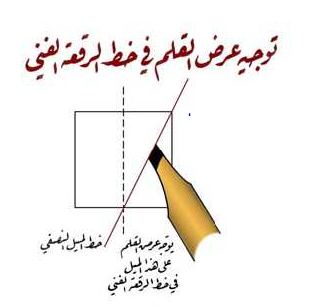 توجيه عرض القلم في خط الرقعة الفني
خط الميل النصفي
يوجه عرض القلم
على هذا الميل
في خط الرقعة الفني